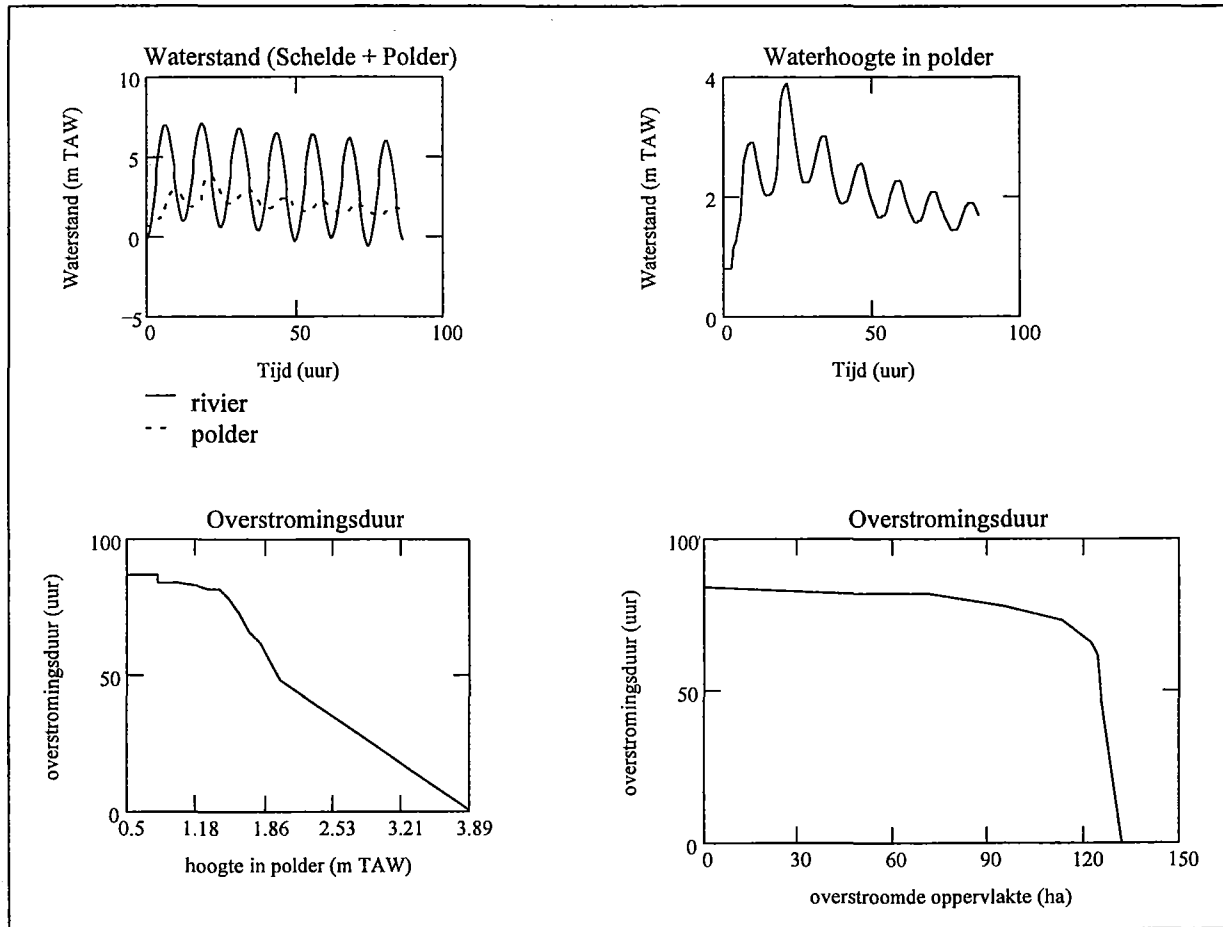 Waterstand (Schelde + Polder)
Waterstand (m TAW)
10
5
0
−5
0
50
100
Tijd (uur)
rivier
polder
Waterhoogte in polder
Waterstand (m TAW)
4
2
0
0
50
100
Tijd (uur)
Overstromingsduur
overstromingsduur (uur)
100
50
0
0.5
1.18
1.86
2.53
3.21
3.89
hoogte in polder (m TAW)
Overstromingsduur
overstromingsduur (uur)
100
50
0
0
30
60
90
120
150
overstroomde oppervlakte (ha)